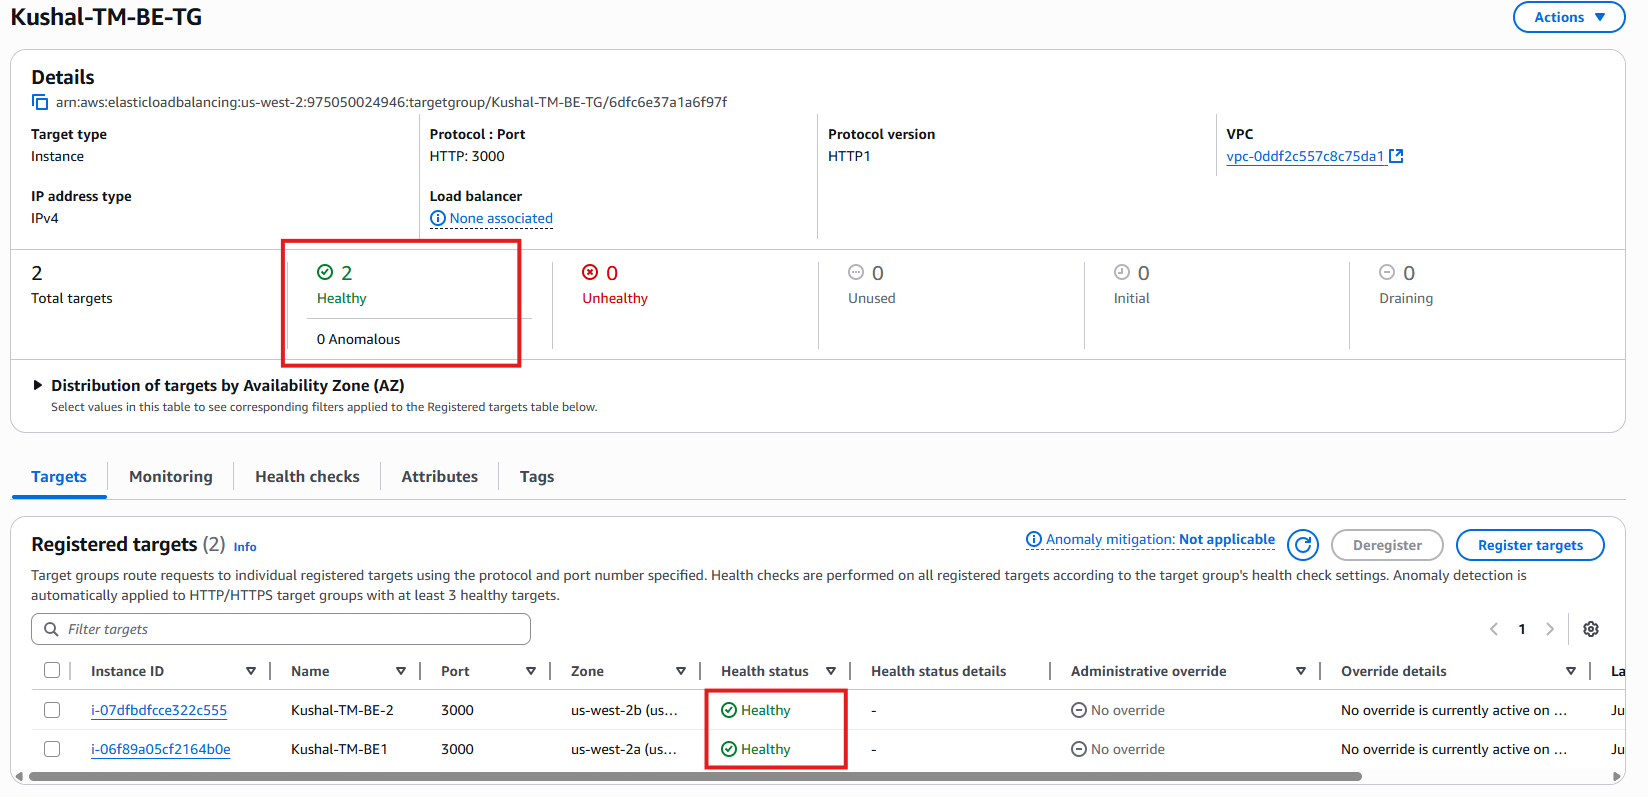 Kushal-TM-BE-TG
Actions
Details
arn:aws:elasticloadbalancing:us-west-2:975050024946:targetgroup/Kushal-TM-BE-TG/6dfc6e37a1a6f97f
Target type
Instance
Protocol : Port
HTTP: 3000
Protocol version
HTTP1
VPC
vpc-0ddf2c557c8c75da1
IP address type
IPv4
Load balancer
None associated
2
Total targets
2
Healthy
0 Anomalous
0
Unhealthy
0
Unused
0
Initial
0
Draining
Distribution of targets by Availability Zone (AZ)
Select values in this table to see corresponding filters applied to the Registered targets table below.
Targets
Monitoring
Health checks
Attributes
Tags
Registered targets (2) Info
Anomaly mitigation: Not applicable
Deregister
Register targets
Target groups route requests to individual registered targets using the protocol and port number specified. Health checks are performed on all registered targets according to the target group's health check settings. Anomaly detection is
automatically applied to HTTP/HTTPS target groups with at least 3 healthy targets.
Filter targets
1
Instance ID Name Port Zone Health status Health status details Administrative override Override details La
i-07dfbdfcce322c555 Kushal-TM-BE-2 3000 us-west-2b (us... Healthy - No override No override is currently active on ... Ju
i-06f89a05cf2164b0e Kushal-TM-BE1 3000 us-west-2a (us... Healthy - No override No override is currently active on ... Ju